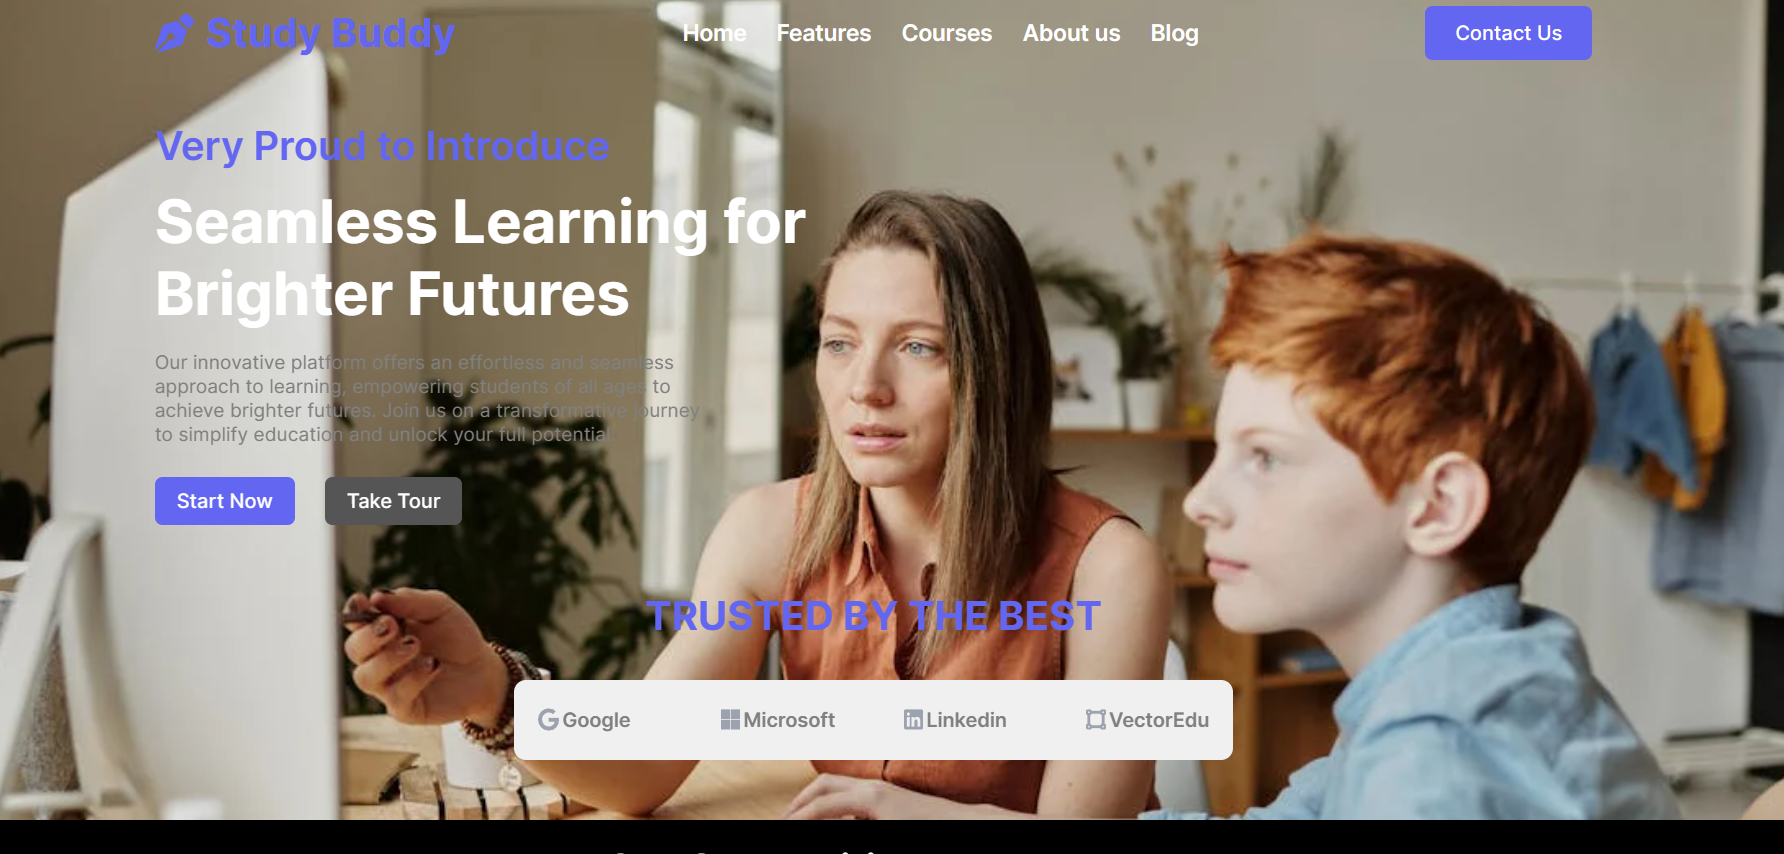 Study Buddy
Home Features Courses About us Blog
Contact Us
Very Proud to Introduce
Seamless Learning for
Brighter Futures
Our innovative platform offers an effortless and seamless
approach to learning, empowering students of all ages to
achieve brighter futures. Join us on a transformative journey
to simplify education and unlock your full potential.
Start Now Take Tour
TRUSTED BY THE BEST
Google Microsoft Linkedin VectorEdu